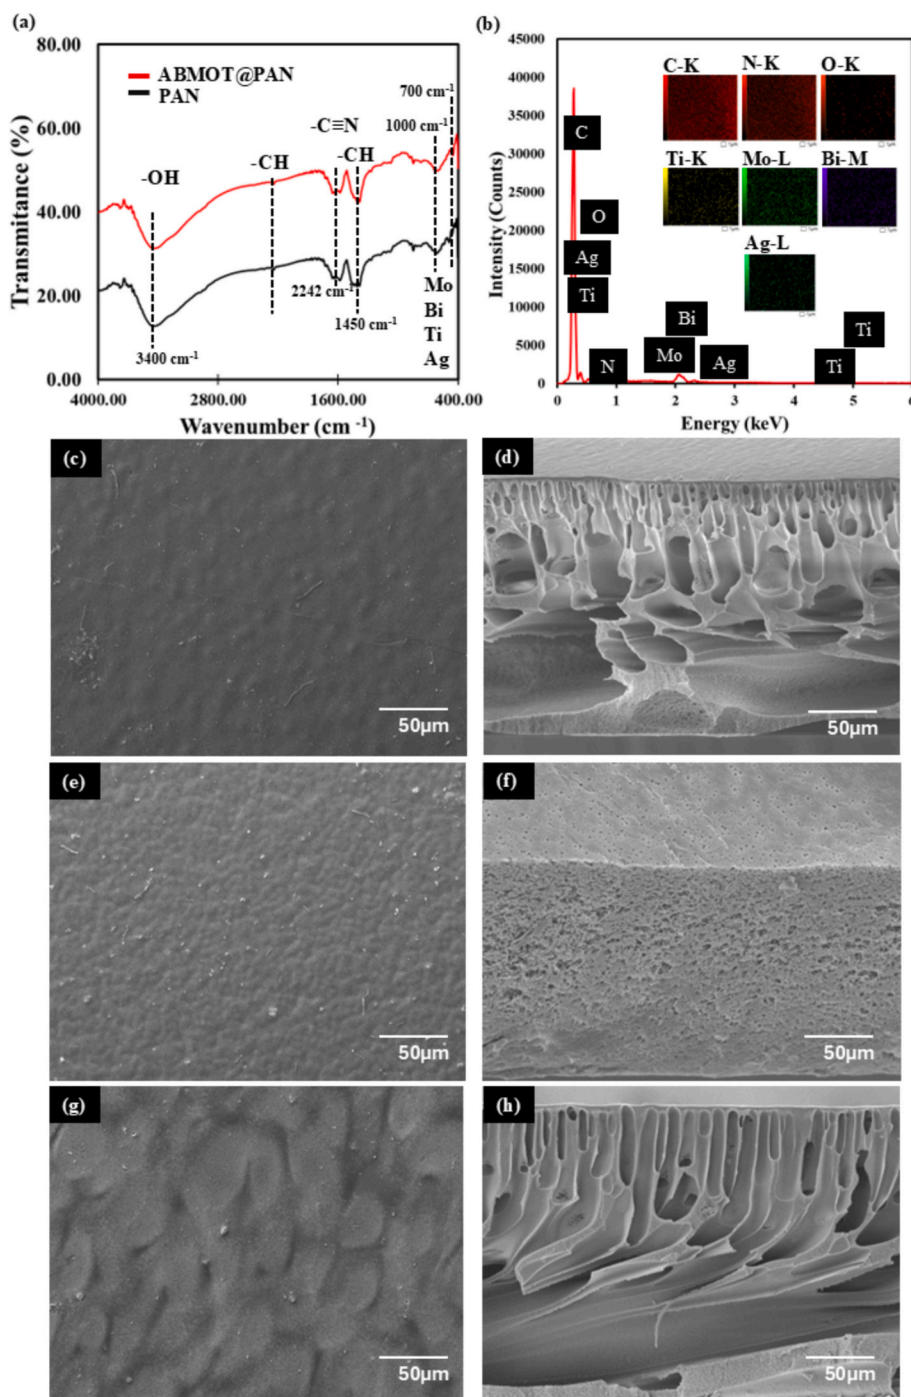 (a)
80.00
60.00
40.00
20.00
0.00
Transmitance (%)
ABMOT@PAN
PAN
700 cm⁻¹
1000 cm⁻¹
-C≡N
-OH
-CH
-CH
2242 cm⁻¹
1450 cm⁻¹
3400 cm⁻¹
Mo
Bi
Ti
Ag
4000.00 2800.00 1600.00 400.00
Wavenumber (cm ⁻¹)
(b)
45000
40000
35000
30000
25000
20000
15000
10000
5000
0
Intensity (Counts)
C-K N-K O-K
Ti-K Mo-L Bi-M
Ag-L
C
O
Ag
Ti
N
Bi
Mo
Ag
Ti
Ti
0 1 2 3 4 5
Energy (keV)
(c)
50μm
(d)
50μm
(e)
50μm
(f)
50μm
(g)
50μm
(h)
50μm